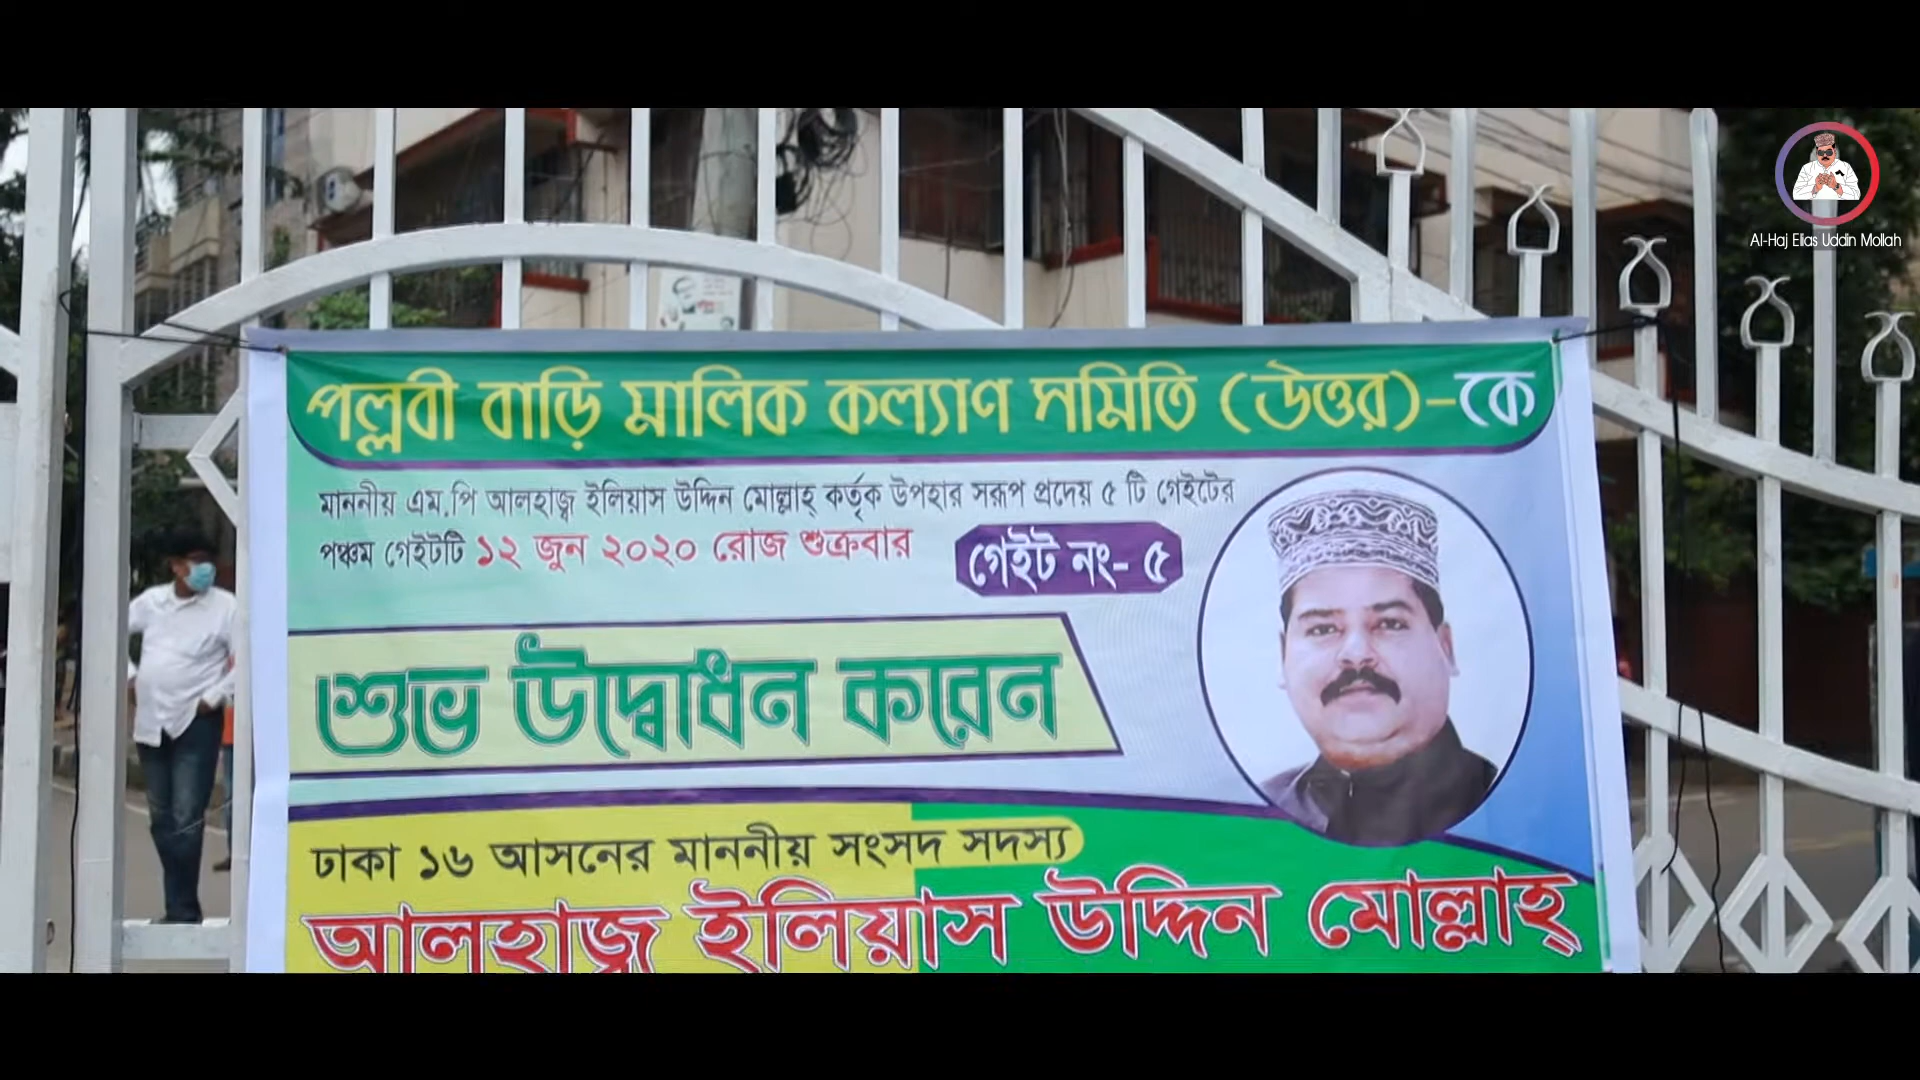 Al-Haj Elias Uddin Mollah
পল্লবী বাড়ি মালিক কল্যাণ সমিতি (উত্তর)-কে
মাননীয় এম.পি আলহাজ্ব ইলিয়াস উদ্দিন মোল্লাহ্ কর্তৃক উপহার সরূপ প্রদেয় ৫ টি গেইটের
পঞ্চম গেইটটি ১২ জুন ২০২০ রোজ শুক্রবার
গেইট নং- ৫
শুভ উদ্বোধন করেন
ঢাকা ১৬ আসনের মাননীয় সংসদ সদস্য
আলহাজ্ব ইলিয়াস উদ্দিন মোল্লাহ্